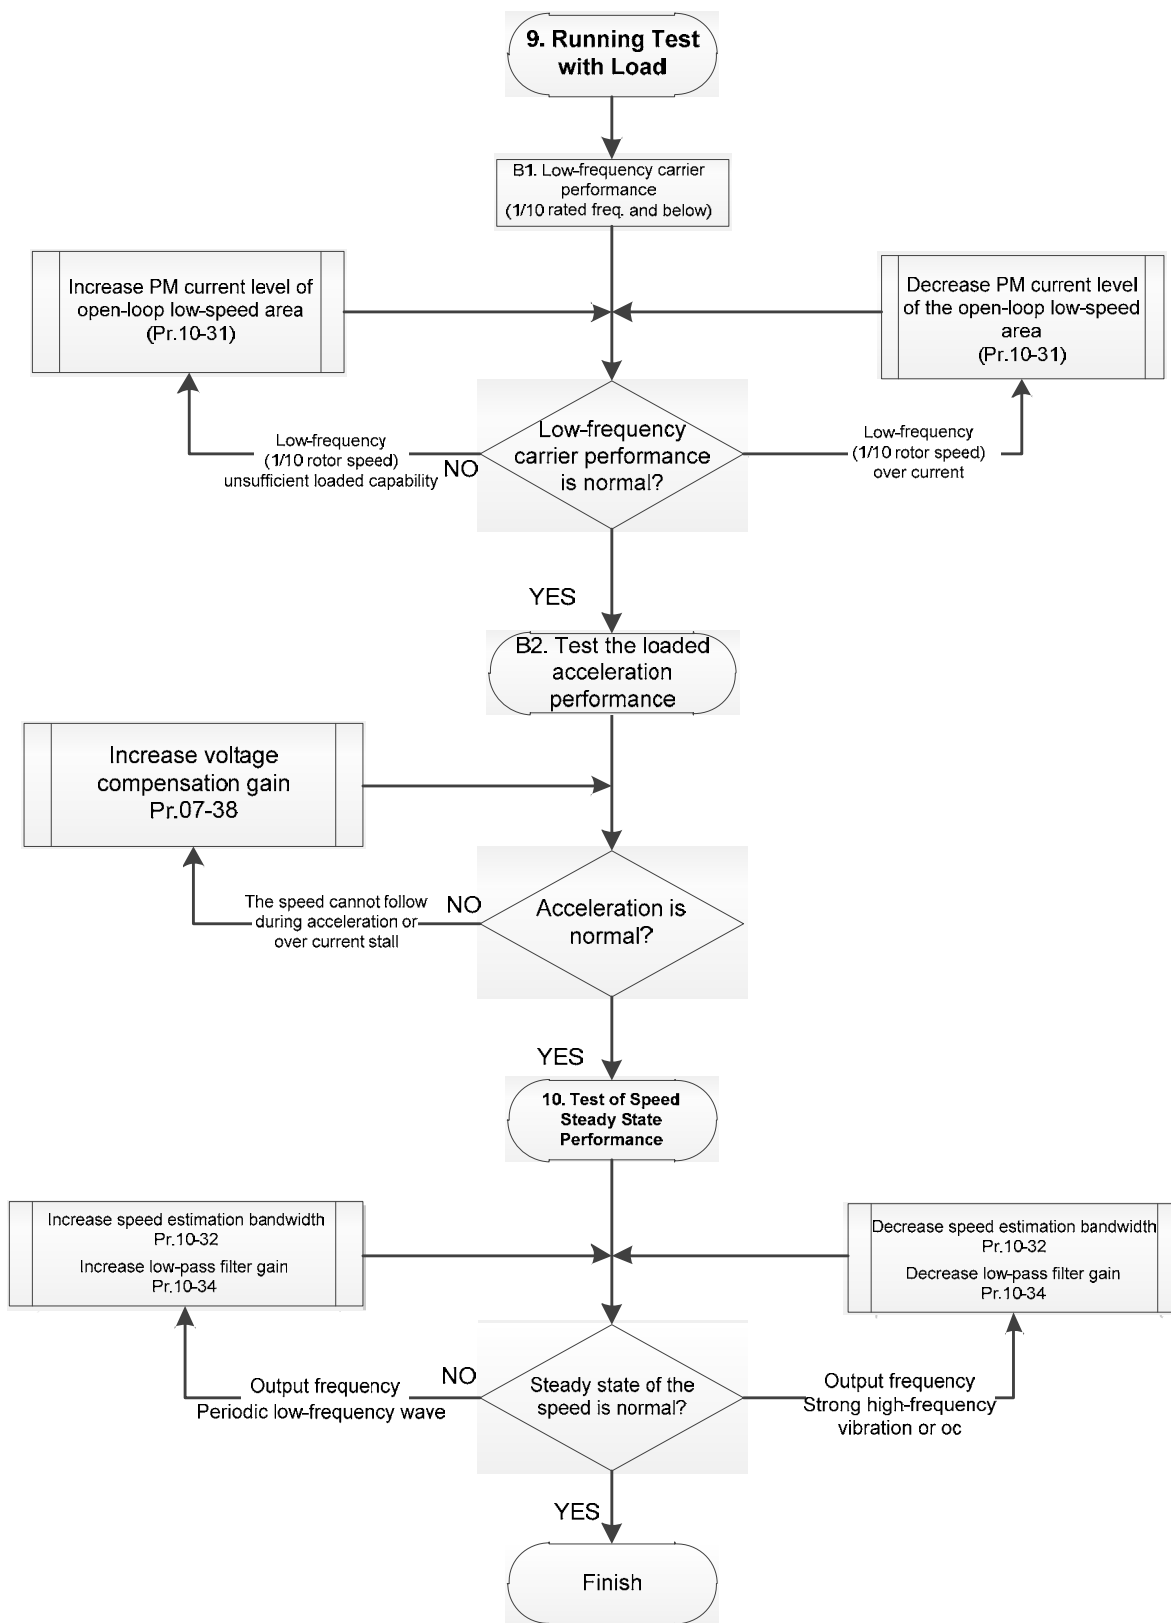 9. Running Test
with Load
B1. Low-frequency carrier
performance
(1/10 rated freq. and below)
Increase PM current level of
open-loop low-speed area
(Pr.10-31)
Decrease PM current level
of the open-loop low-speed
area
(Pr.10-31)
Low-frequency
(1/10 rotor speed)
unsufficient loaded capability
NO
Low-frequency
carrier performance
is normal?
Low-frequency
(1/10 rotor speed)
over current
YES
B2. Test the loaded
acceleration
performance
Increase voltage
compensation gain
Pr.07-38
The speed cannot follow
during acceleration or
over current stall
NO
Acceleration is
normal?
YES
10. Test of Speed
Steady State
Performance
Increase speed estimation bandwidth
Pr.10-32
Increase low-pass filter gain
Pr.10-34
Decrease speed estimation bandwidth
Pr.10-32
Decrease low-pass filter gain
Pr.10-34
NO
Output frequency
Periodic low-frequency wave
Steady state of the
speed is normal?
Output frequency
Strong high-frequency
vibration or oc
YES
Finish